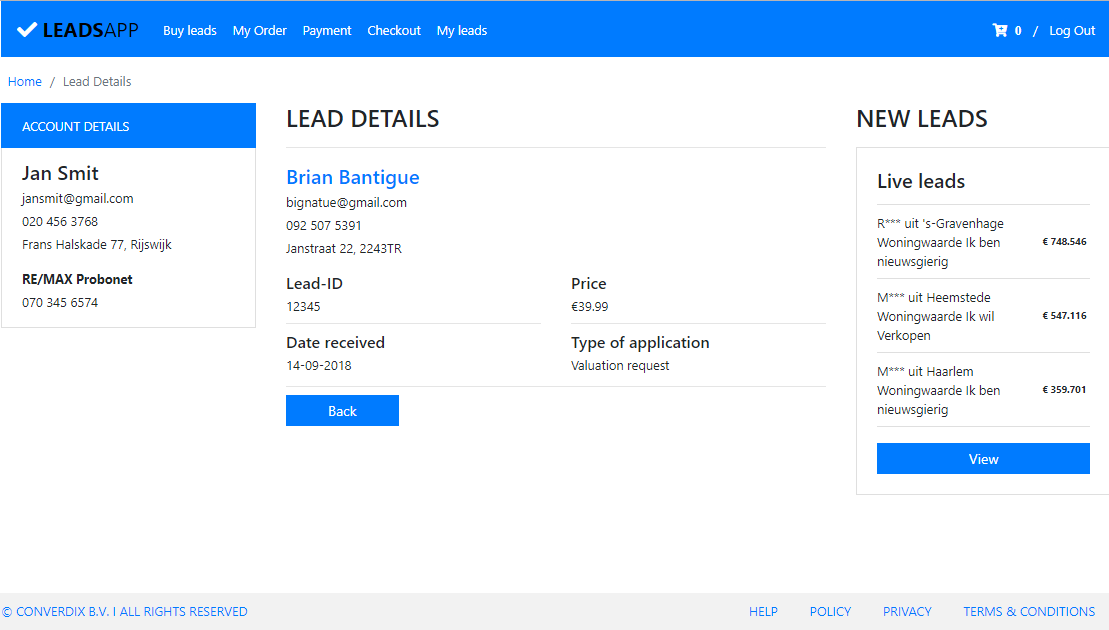 LEADSAPP Buy leads My Order Payment Checkout My leads 0 / Log Out
Home / Lead Details
ACCOUNT DETAILS
Jan Smit
jansmit@gmail.com
020 456 3768
Frans Halskade 77, Rijswijk
RE/MAX Probonet
070 345 6574
LEAD DETAILS
Brian Bantigue
bignatue@gmail.com
092 507 5391
Janstraat 22, 2243TR
Lead-ID
12345
Price
€39.99
Date received
14-09-2018
Type of application
Valuation request
Back
NEW LEADS
Live leads
R*** uit 's-Gravenhage
Woningwaarde Ik ben
nieuwsgierig
€ 748.546
M*** uit Heemstede
Woningwaarde Ik wil
Verkopen
€ 547.116
M*** uit Haarlem
Woningwaarde Ik ben
nieuwsgierig
€ 359.701
View
© CONVERDIX B.V. I ALL RIGHTS RESERVED HELP POLICY PRIVACY TERMS & CONDITIONS